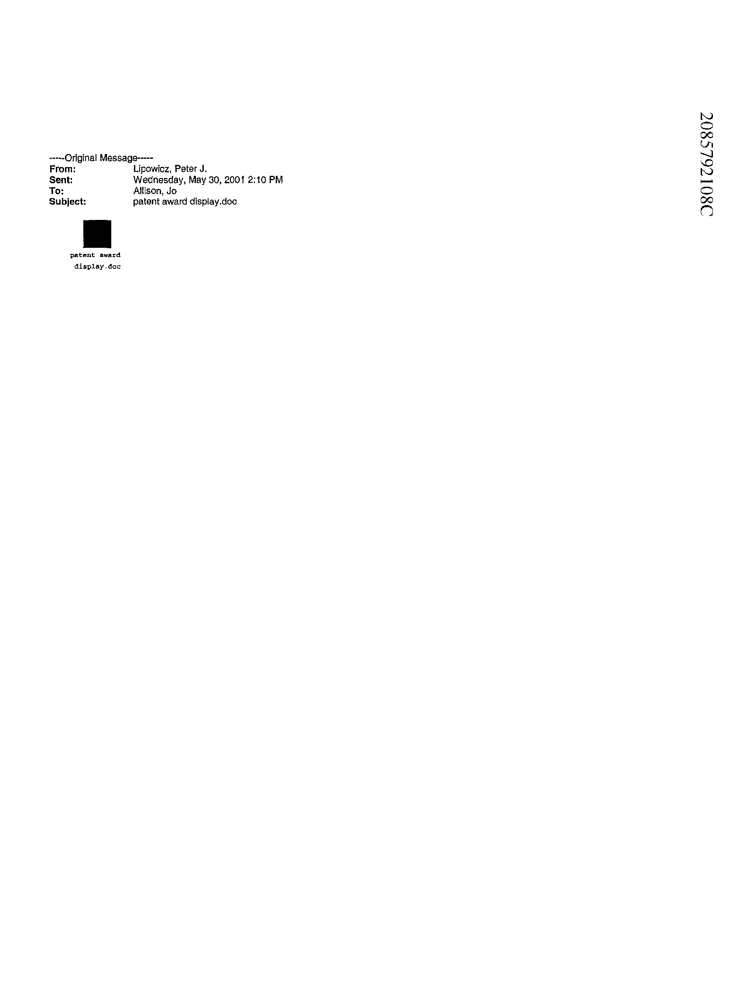 -----Original Message-----
From: Lipowicz, Peter J.
Sent: Wednesday, May 30, 2001 2:10 PM
To: Allison, Jo
Subject: patent award display.doc
patent award
display.doc
2085792108C